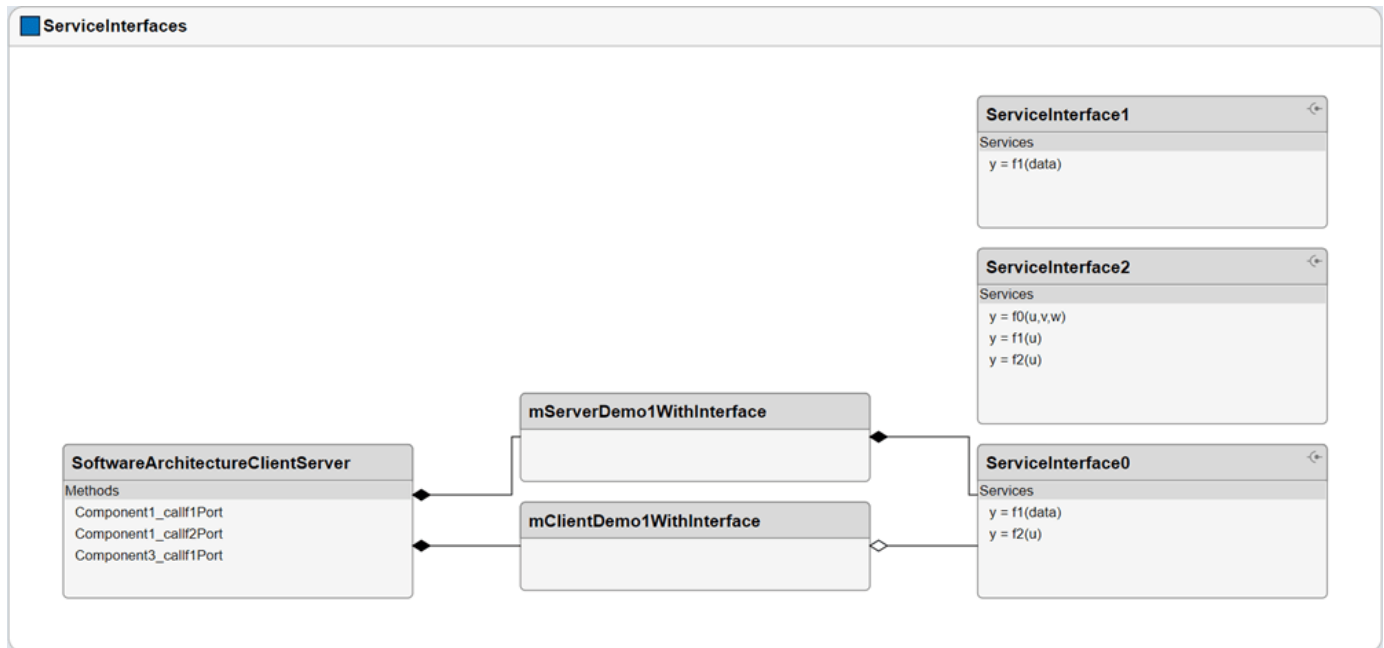 ServiceInterfaces
ServiceInterface1
Services
y = f1(data)
ServiceInterface2
Services
y = f0(u,v,w)
y = f1(u)
y = f2(u)
mServerDemo1WithInterface
SoftwareArchitectureClientServer
Methods
Component1_callf1Port
Component1_callf2Port
Component3_callf1Port
mClientDemo1WithInterface
ServiceInterface0
Services
y = f1(data)
y = f2(u)